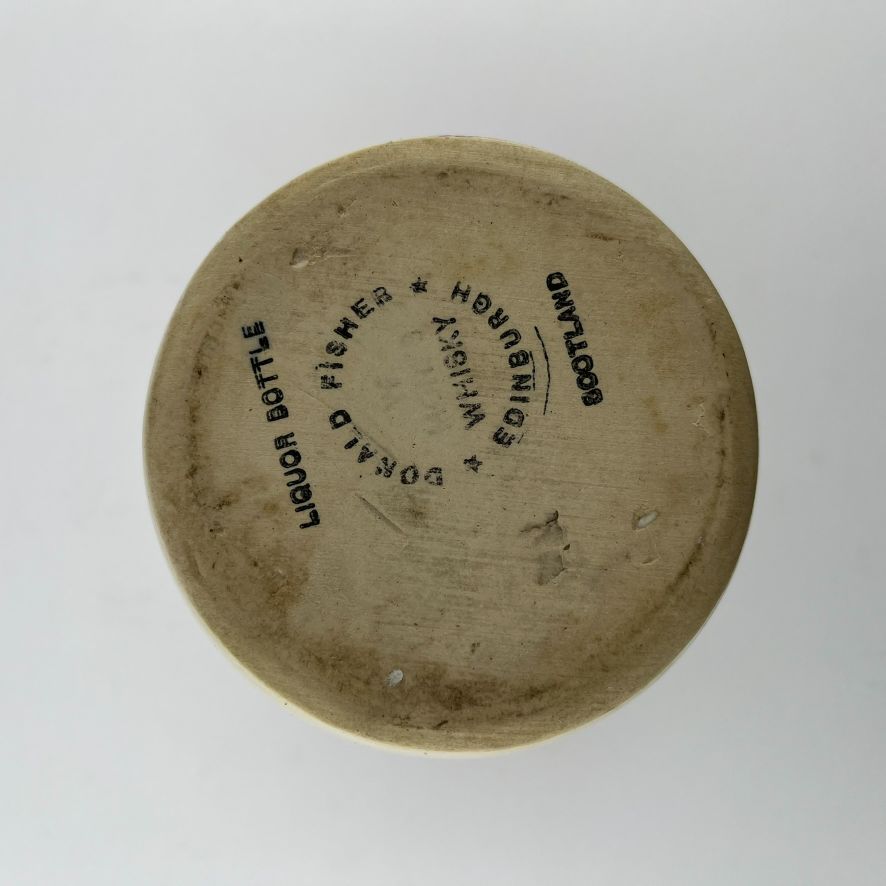 LIQUOR BOTTLE
DONALD FISHER
★ WHISKY ★
EDINBURGH
SCOTLAND